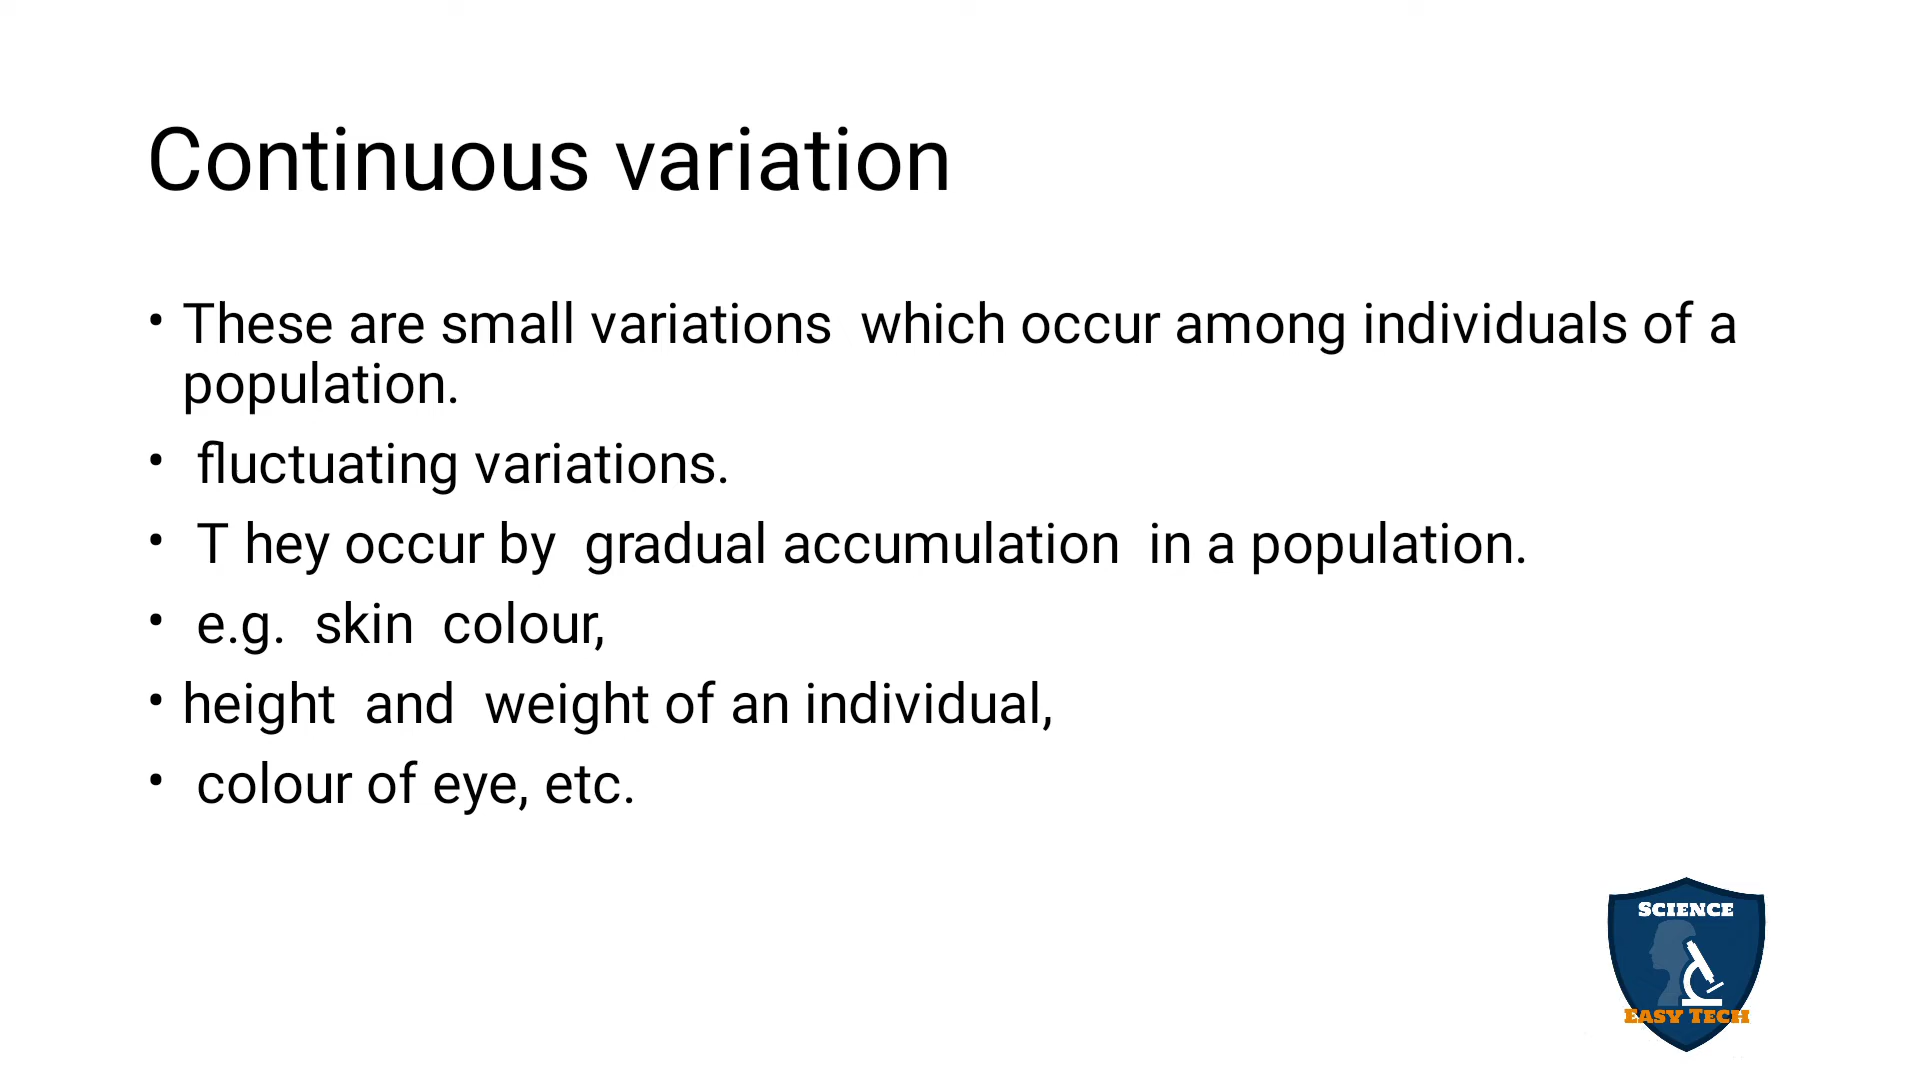 Continuous variation
• These are small variations  which occur among individuals of a
population.
•  fluctuating variations.
•  T hey occur by  gradual accumulation  in a population.
•  e.g.  skin  colour,
• height  and  weight of an individual,
•  colour of eye, etc.
SCIENCE
EASY TECH